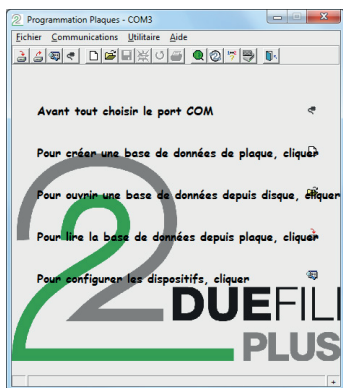 Programmation Plaques - COM3
Fichier Communications Utilitaire Aide
Avant tout choisir le port COM
Pour créer une base de données de plaque, cliquer
Pour ouvrir une base de données depuis disque, cliquer
Pour lire la base de données depuis plaque, cliquer
Pour configurer les dispositifs, cliquer
2 DUEFILI
PLUS